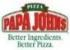 PIZZA
PAPA JOHNS
Better Ingredients.
Better Pizza.